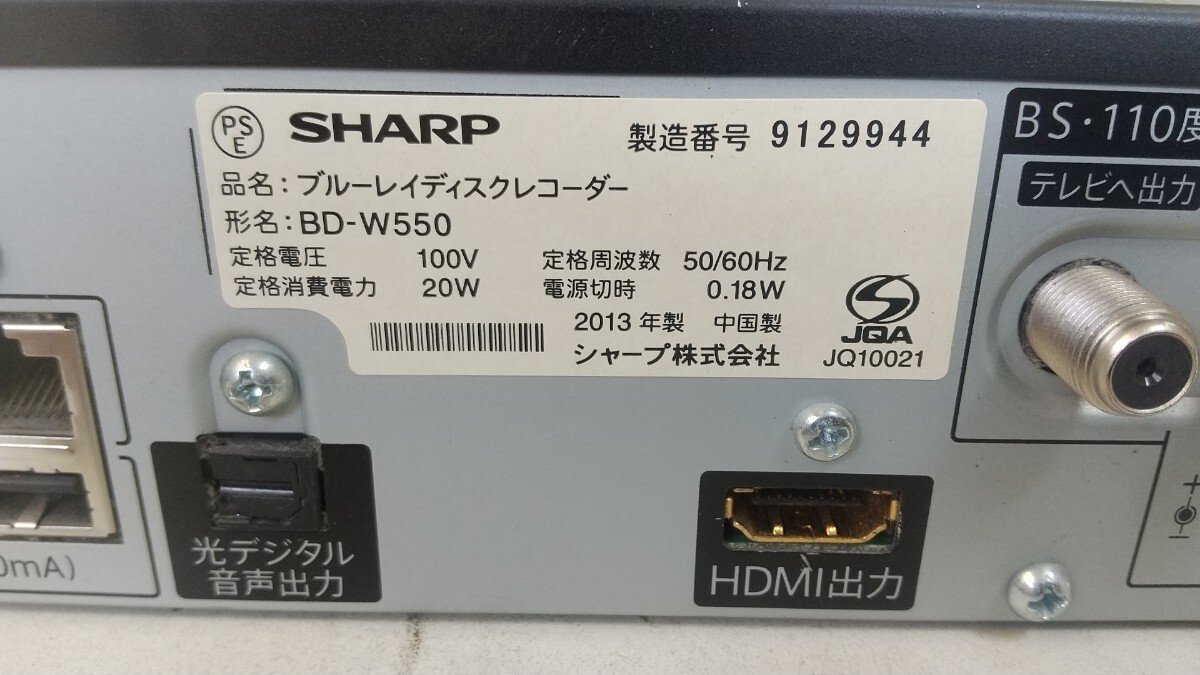 PS
E
SHARP
製造番号 9129944
品名：ブルーレイディスクレコーダー
形名：BD-W550
定格電圧 100V 定格周波数 50/60Hz
定格消費電力 20W 電源切時 0.18W
2013 年製 中国製
シャープ株式会社
JQA
JQ10021
BS・110度
テレビへ出力
光デジタル
音声出力
HDMI出力
0mA)